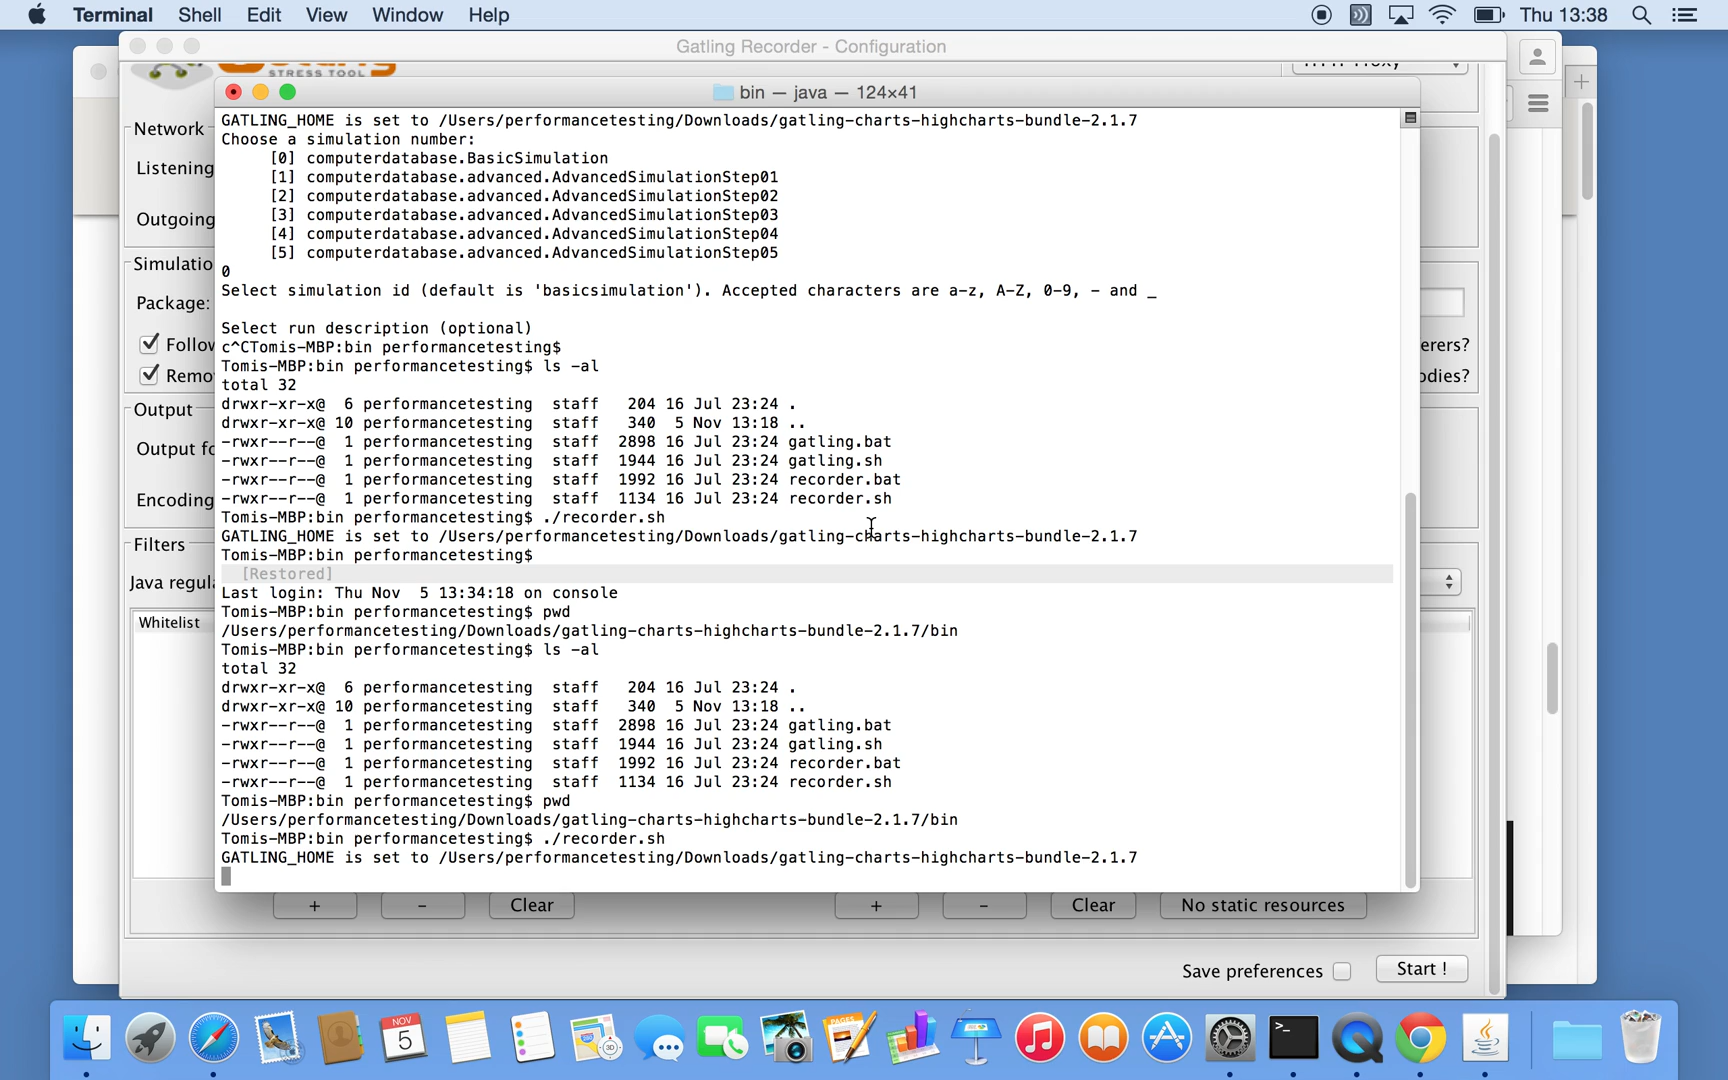 Terminal Shell Edit View Window Help Thu 13:38
Gatling Recorder - Configuration
STRESS TOOL
bin — java — 124×41
Network
Listening
Outgoing
Package:
Output
Encoding
Filters
Whitelist
GATLING_HOME is set to /Users/performancetesting/Downloads/gatling-charts-highcharts-bundle-2.1.7
Choose a simulation number:
[0] computerdatabase.BasicSimulation
[1] computerdatabase.advanced.AdvancedSimulationStep01
[2] computerdatabase.advanced.AdvancedSimulationStep02
[3] computerdatabase.advanced.AdvancedSimulationStep03
[4] computerdatabase.advanced.AdvancedSimulationStep04
[5] computerdatabase.advanced.AdvancedSimulationStep05
0
Select simulation id (default is 'basicsimulation'). Accepted characters are a-z, A-Z, 0-9, - and _
Select run description (optional)
c^CTomis-MBP:bin performancetesting$
Tomis-MBP:bin performancetesting$ ls -al
total 32
drwxr-xr-x@ 6 performancetesting staff 204 16 Jul 23:24 .
drwxr-xr-x@ 10 performancetesting staff 340 5 Nov 13:18 ..
-rwxr--r--@ 1 performancetesting staff 2898 16 Jul 23:24 gatling.bat
-rwxr--r--@ 1 performancetesting staff 1944 16 Jul 23:24 gatling.sh
-rwxr--r--@ 1 performancetesting staff 1992 16 Jul 23:24 recorder.bat
-rwxr--r--@ 1 performancetesting staff 1134 16 Jul 23:24 recorder.sh
Tomis-MBP:bin performancetesting$ ./recorder.sh
GATLING_HOME is set to /Users/performancetesting/Downloads/gatling-charts-highcharts-bundle-2.1.7
Tomis-MBP:bin performancetesting$
[Restored]
Last login: Thu Nov 5 13:34:18 on console
Tomis-MBP:bin performancetesting$ pwd
/Users/performancetesting/Downloads/gatling-charts-highcharts-bundle-2.1.7/bin
Tomis-MBP:bin performancetesting$ ls -al
total 32
drwxr-xr-x@ 6 performancetesting staff 204 16 Jul 23:24 .
drwxr-xr-x@ 10 performancetesting staff 340 5 Nov 13:18 ..
-rwxr--r--@ 1 performancetesting staff 2898 16 Jul 23:24 gatling.bat
-rwxr--r--@ 1 performancetesting staff 1944 16 Jul 23:24 gatling.sh
-rwxr--r--@ 1 performancetesting staff 1992 16 Jul 23:24 recorder.bat
-rwxr--r--@ 1 performancetesting staff 1134 16 Jul 23:24 recorder.sh
Tomis-MBP:bin performancetesting$ pwd
/Users/performancetesting/Downloads/gatling-charts-highcharts-bundle-2.1.7/bin
Tomis-MBP:bin performancetesting$ ./recorder.sh
GATLING_HOME is set to /Users/performancetesting/Downloads/gatling-charts-highcharts-bundle-2.1.7
+ - Clear + - Clear No static resources
Save preferences Start !
NOV
5
3D